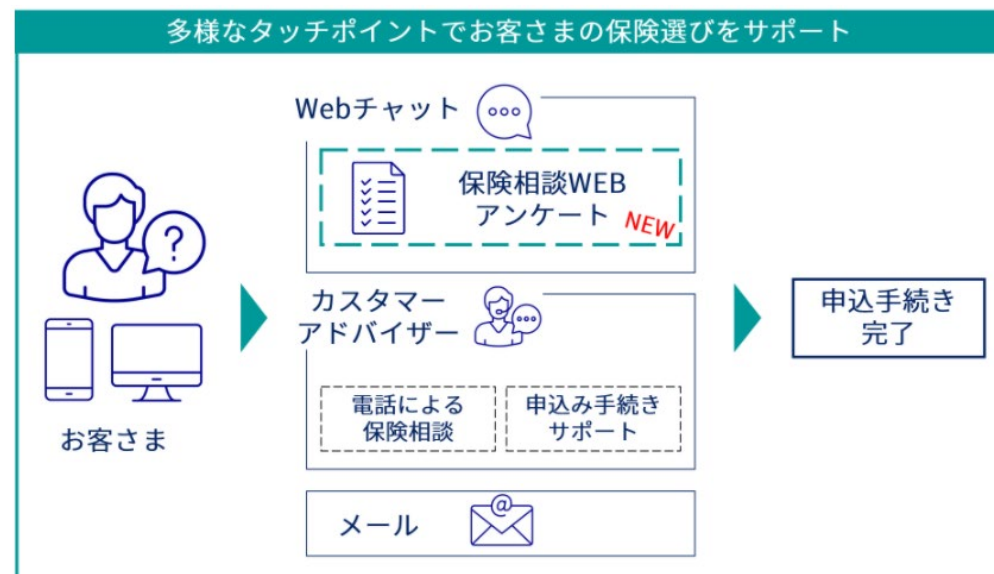 多様なタッチポイントでお客さまの保険選びをサポート
Webチャット
保険相談WEB
アンケート
NEW
カスタマー
アドバイザー
電話による
保険相談
申込み手続き
サポート
メール
@
お客さま
申込手続き
完了